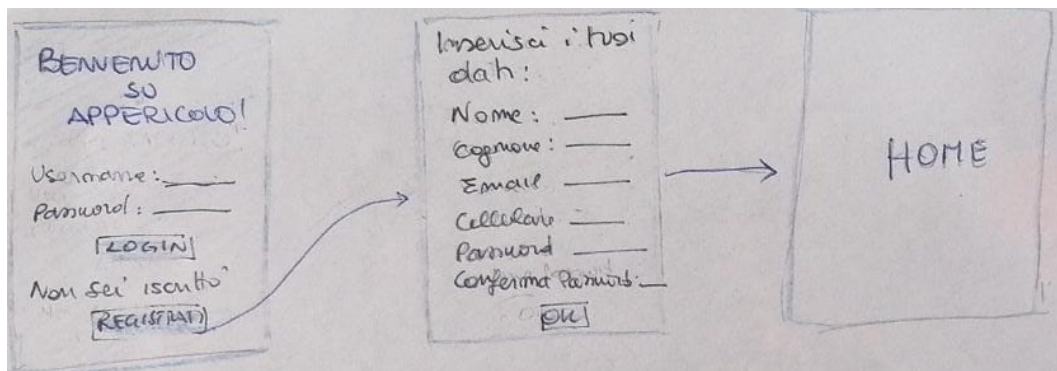 BENVENUTO
SU
APPERICOLO!
Username:
Password:
LOGIN
Non sei iscritto
REGISTRATI
Inserisci i tuoi
dati:
Nome:
Cognome:
Email
Cellulare
Password
Conferma Password:
OK
HOME